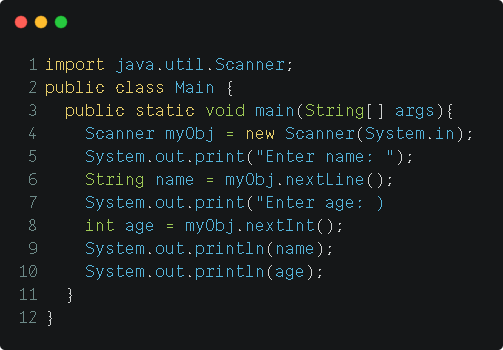 1 import java.util.Scanner;
2 public class Main {
3   public static void main(String[] args){
4     Scanner myObj = new Scanner(System.in);
5     System.out.print("Enter name: ");
6     String name = myObj.nextLine();
7     System.out.print("Enter age: )
8     int age = myObj.nextInt();
9     System.out.println(name);
10     System.out.println(age);
11   }
12 }